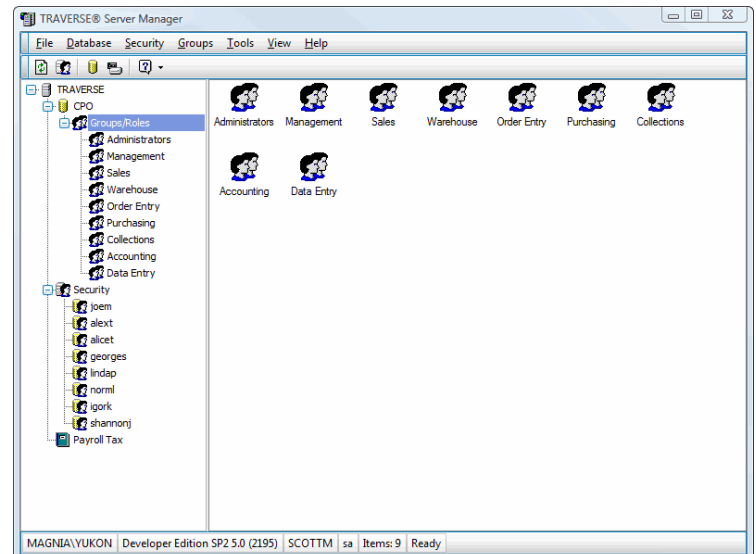 TRAVERSE® Server Manager
File Database Security Groups Tools View Help
TRAVERSE
CPO
Groups/Roles
Administrators
Management
Sales
Warehouse
Order Entry
Purchasing
Collections
Accounting
Data Entry
Security
joem
alext
alicet
georges
lindap
norml
igork
shannonj
Payroll Tax
Administrators Management Sales Warehouse Order Entry Purchasing Collections
Accounting Data Entry
MAGNIA\YUKON Developer Edition SP2 5.0 (2195) SCOTTM sa Items: 9 Ready